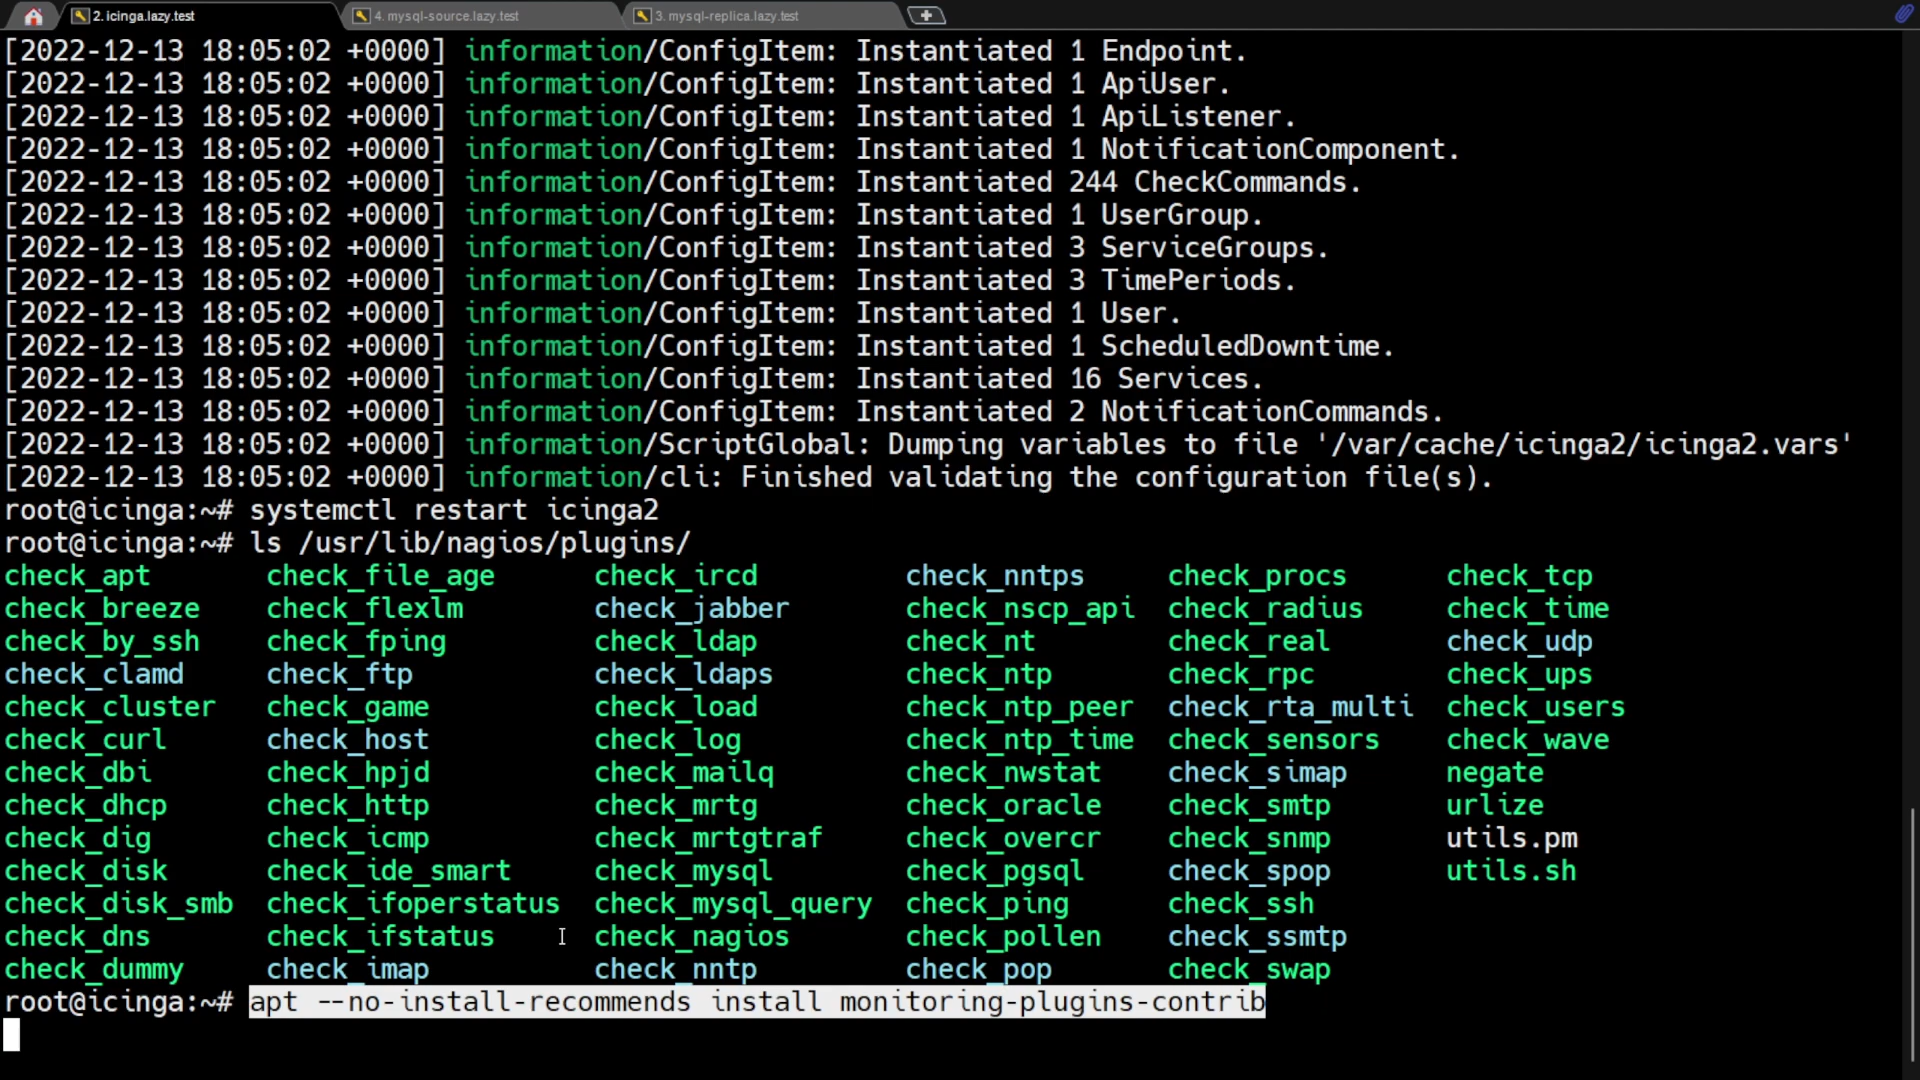 2. icinga.lazy.test 4. mysql-source.lazy.test 3. mysql-replica.lazy.test
[2022-12-13 18:05:02 +0000] information/ConfigItem: Instantiated 1 Endpoint.
[2022-12-13 18:05:02 +0000] information/ConfigItem: Instantiated 1 ApiUser.
[2022-12-13 18:05:02 +0000] information/ConfigItem: Instantiated 1 ApiListener.
[2022-12-13 18:05:02 +0000] information/ConfigItem: Instantiated 1 NotificationComponent.
[2022-12-13 18:05:02 +0000] information/ConfigItem: Instantiated 244 CheckCommands.
[2022-12-13 18:05:02 +0000] information/ConfigItem: Instantiated 1 UserGroup.
[2022-12-13 18:05:02 +0000] information/ConfigItem: Instantiated 3 ServiceGroups.
[2022-12-13 18:05:02 +0000] information/ConfigItem: Instantiated 3 TimePeriods.
[2022-12-13 18:05:02 +0000] information/ConfigItem: Instantiated 1 User.
[2022-12-13 18:05:02 +0000] information/ConfigItem: Instantiated 1 ScheduledDowntime.
[2022-12-13 18:05:02 +0000] information/ConfigItem: Instantiated 16 Services.
[2022-12-13 18:05:02 +0000] information/ConfigItem: Instantiated 2 NotificationCommands.
[2022-12-13 18:05:02 +0000] information/ScriptGlobal: Dumping variables to file '/var/cache/icinga2/icinga2.vars'
[2022-12-13 18:05:02 +0000] information/cli: Finished validating the configuration file(s).
root@icinga:~# systemctl restart icinga2
root@icinga:~# ls /usr/lib/nagios/plugins/
check_apt check_file_age check_ircd check_nntps check_procs check_tcp
check_breeze check_flexlm check_jabber check_nscp_api check_radius check_time
check_by_ssh check_fping check_ldap check_nt check_real check_udp
check_clamd check_ftp check_ldaps check_ntp check_rpc check_ups
check_cluster check_game check_load check_ntp_peer check_rta_multi check_users
check_curl check_host check_log check_ntp_time check_sensors check_wave
check_dbi check_hpjd check_mailq check_nwstat check_simap negate
check_dhcp check_http check_mrtg check_oracle check_smtp urlize
check_dig check_icmp check_mrtgtraf check_overcr check_snmp utils.pm
check_disk check_ide_smart check_mysql check_pgsql check_spop utils.sh
check_disk_smb check_ifoperstatus check_mysql_query check_ping check_ssh
check_dns check_ifstatus check_nagios check_pollen check_ssmtp
check_dummy check_imap check_nntp check_pop check_swap
root@icinga:~# apt --no-install-recommends install monitoring-plugins-contrib